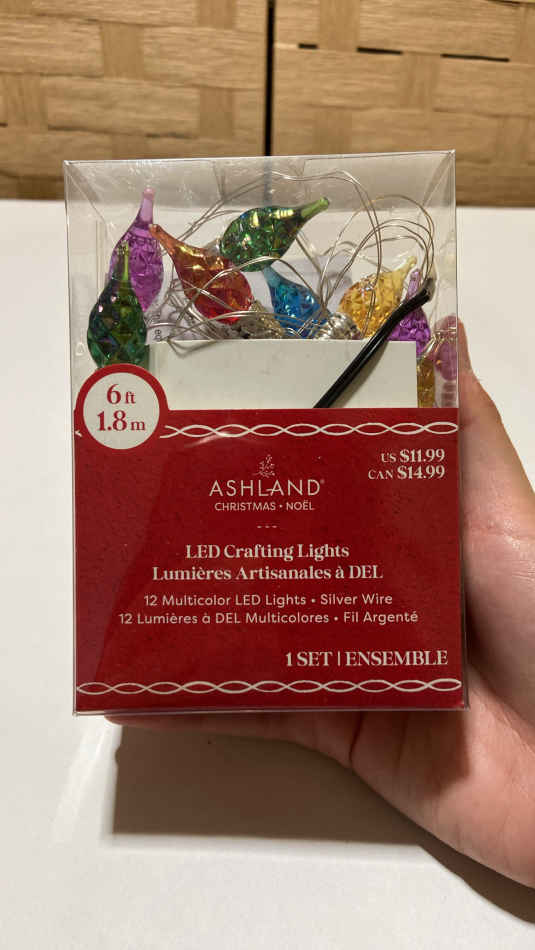 6 ft
1.8 m
US $11.99
CAN $14.99
ASHLAND®
CHRISTMAS • NOËL
LED Crafting Lights
Lumières Artisanales à DEL
12 Multicolor LED Lights • Silver Wire
12 Lumières à DEL Multicolores • Fil Argenté
1 SET | ENSEMBLE